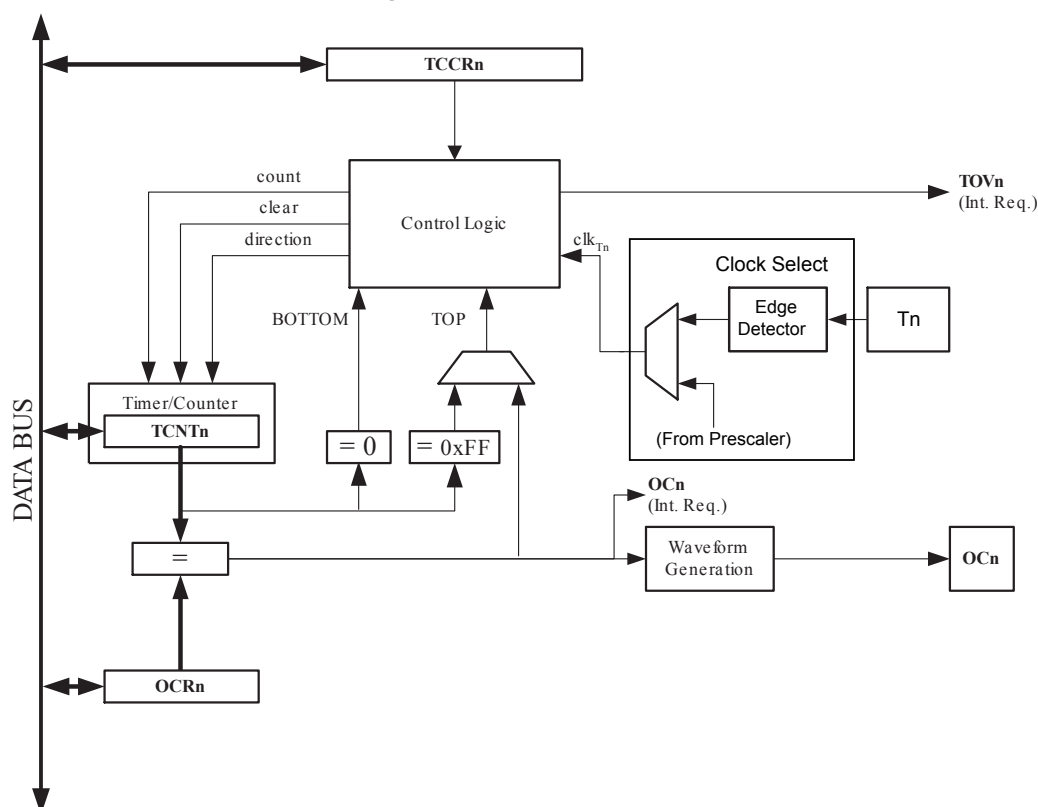 TCCRn
count
clear
direction
Control Logic
TOVn
(Int. Req.)
clkTn
Clock Select
Edge
Detector
Tn
BOTTOM
TOP
(From Prescaler)
Timer/Counter
TCNTn
= 0
= 0xFF
DATA BUS
OCn
(Int. Req.)
=
Waveform
Generation
OCn
OCRn